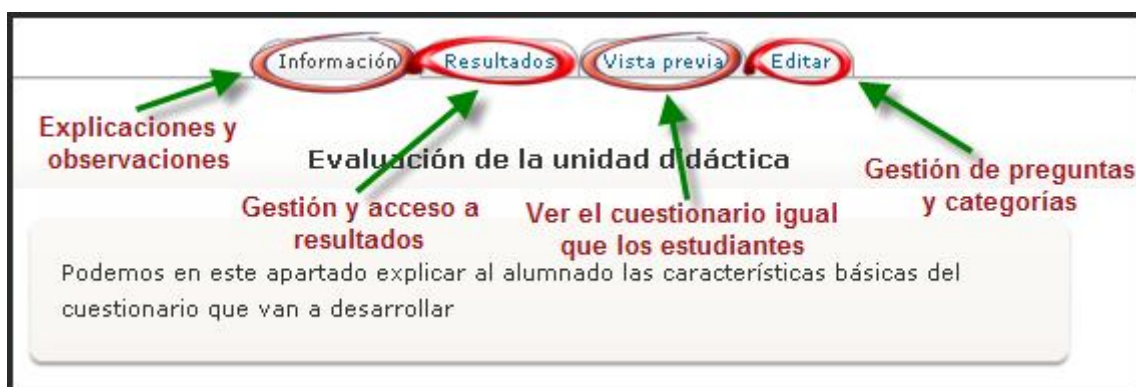 Información Resultados Vista previa Editar
Explicaciones y
observaciones
Evaluación de la unidad didáctica
Gestión de preguntas
y categorías
Gestión y acceso a
resultados
Ver el cuestionario igual
que los estudiantes
Podemos en este apartado explicar al alumnado las características básicas del
cuestionario que van a desarrollar